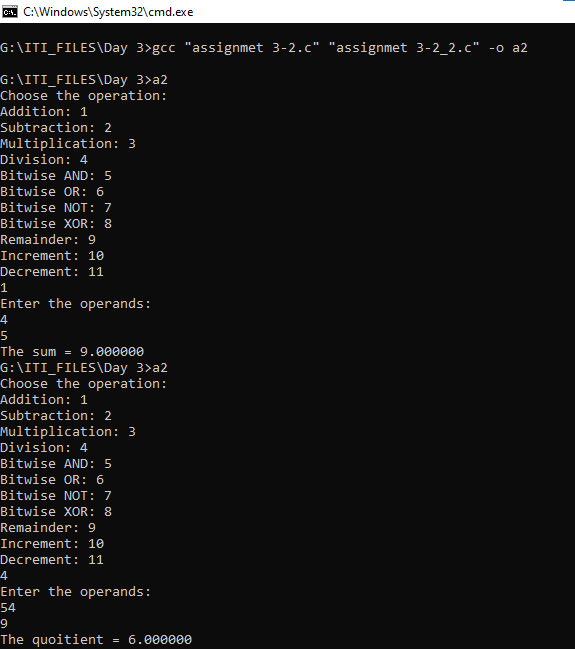 C:\Windows\System32\cmd.exe
G:\ITI_FILES\Day 3>gcc "assignmet 3-2.c" "assignmet 3-2_2.c" -o a2
G:\ITI_FILES\Day 3>a2
Choose the operation:
Addition: 1
Subtraction: 2
Multiplication: 3
Division: 4
Bitwise AND: 5
Bitwise OR: 6
Bitwise NOT: 7
Bitwise XOR: 8
Remainder: 9
Increment: 10
Decrement: 11
1
Enter the operands:
4
5
The sum = 9.000000
G:\ITI_FILES\Day 3>a2
Choose the operation:
Addition: 1
Subtraction: 2
Multiplication: 3
Division: 4
Bitwise AND: 5
Bitwise OR: 6
Bitwise NOT: 7
Bitwise XOR: 8
Remainder: 9
Increment: 10
Decrement: 11
4
Enter the operands:
54
9
The quoitient = 6.000000